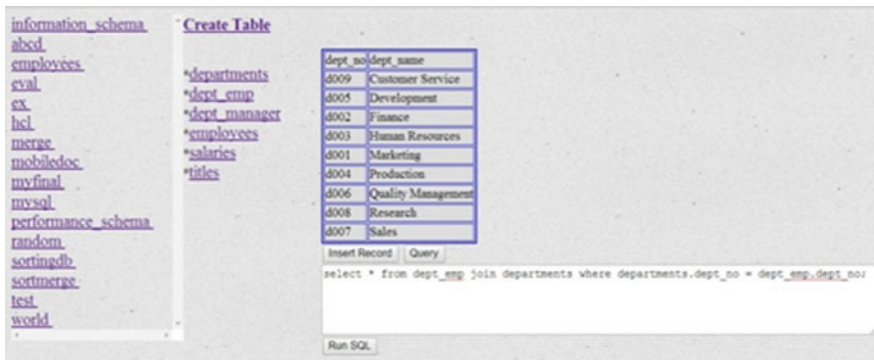 information_schema
abcd
employees
eval
ex
hcl
merge
mobiledoc
myfinal
mysql
performance_schema
random
sortingdb
sortmerge
test
world
Create Table
*departments
*dept_emp
*dept_manager
*employees
*salaries
*titles
dept_no dept_name
d009 Customer Service
d005 Development
d002 Finance
d003 Human Resources
d001 Marketing
d004 Production
d006 Quality Management
d008 Research
d007 Sales
Insert Record Query
select * from dept_emp join departments where departments.dept_no = dept_emp.dept_no;
Run SQL